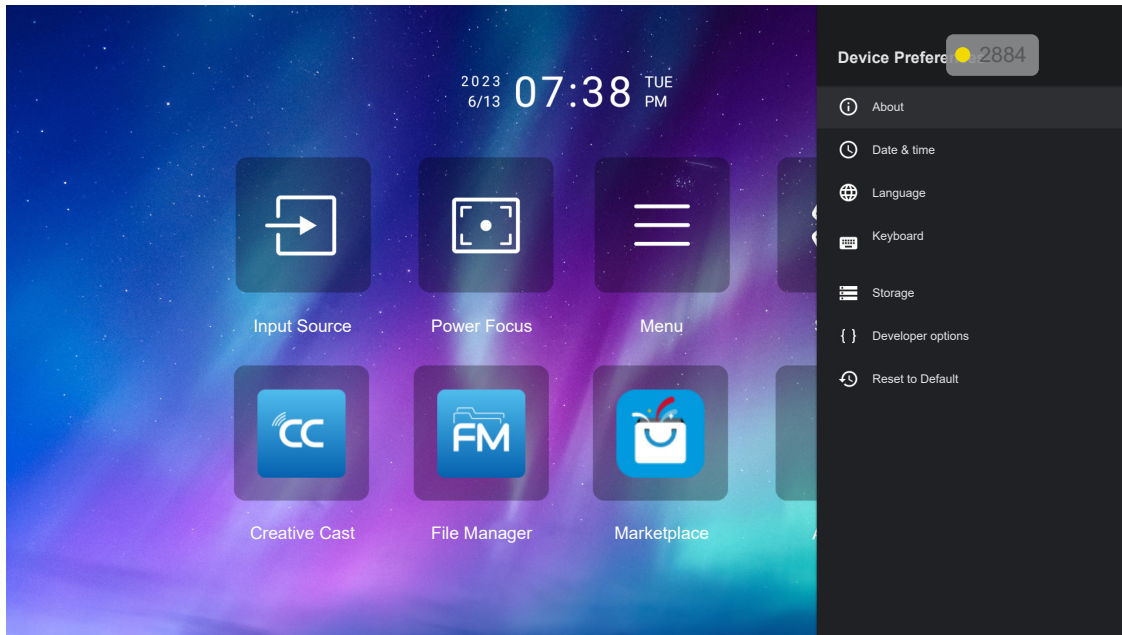 2023
6/13
07:38
TUE
PM
Input Source
Power Focus
Menu
CC
FM
Creative Cast
File Manager
Marketplace
Device Prefere
2884
About
Date & time
Language
Keyboard
Storage
{ } Developer options
Reset to Default